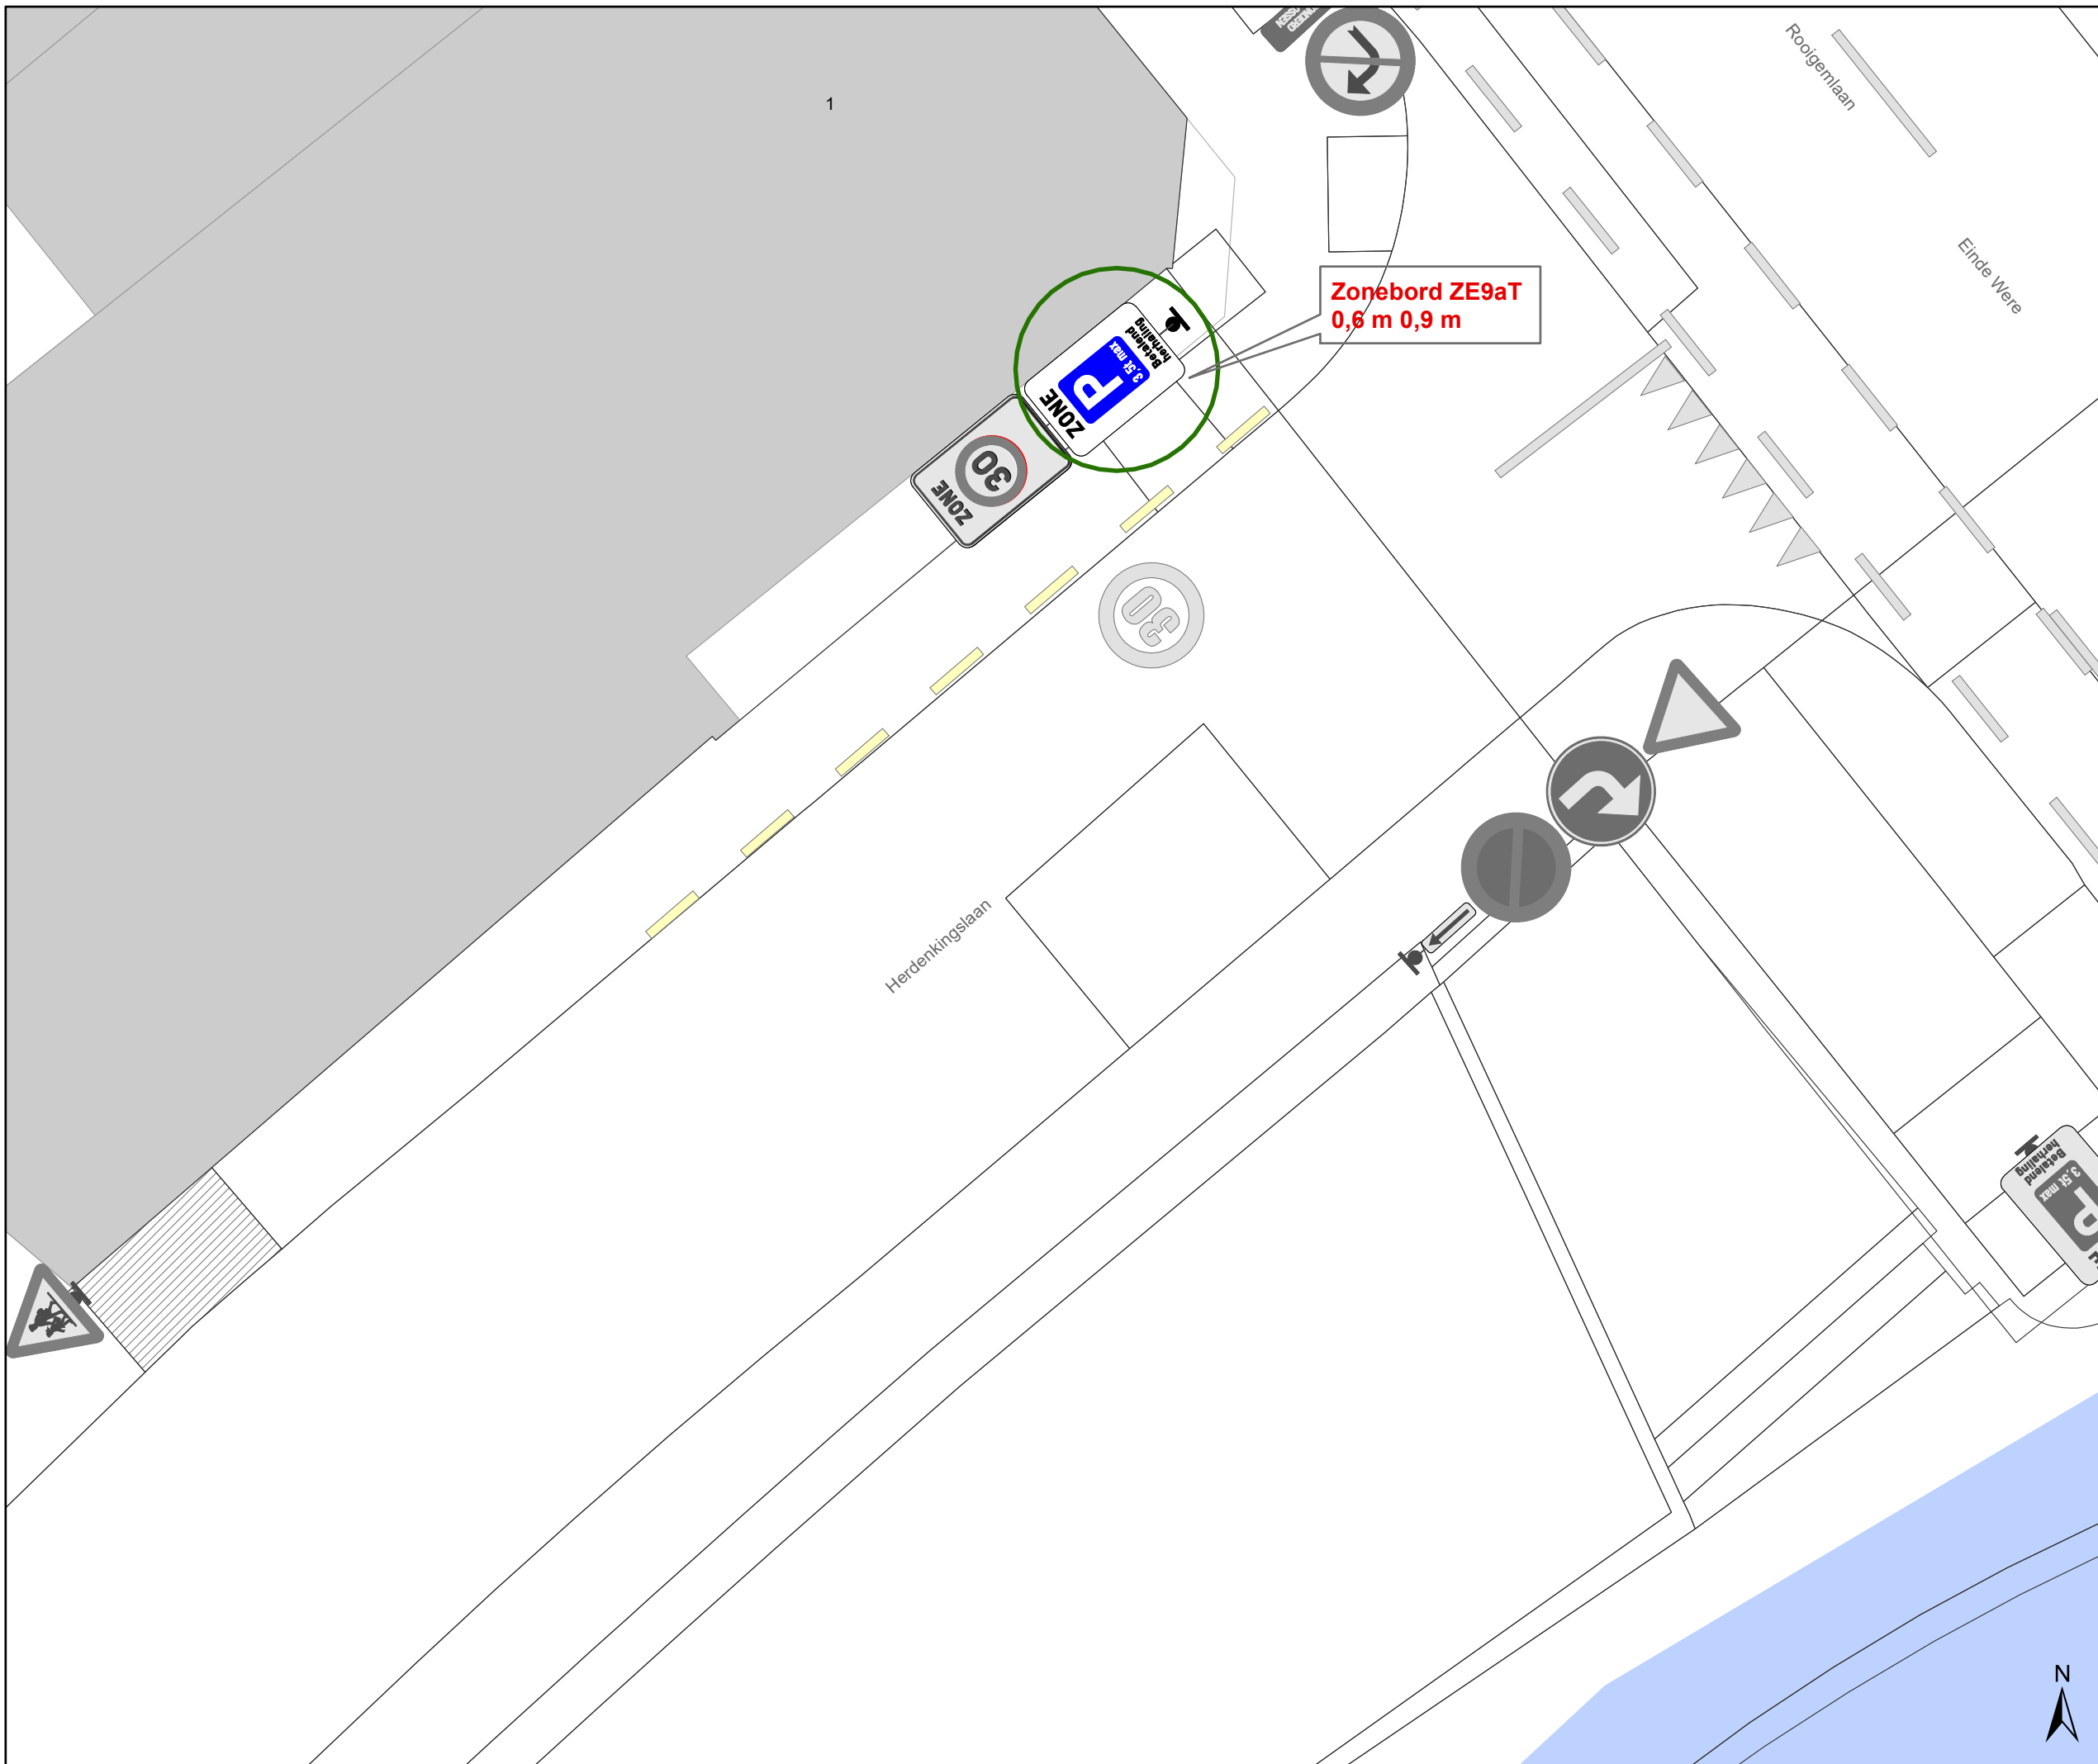 1
Rooigemlaan
Einde Were
Zonebord ZE9aT
0,6 m 0,9 m
ZONE
P
3,5t max
Betalend
herhaling
ZONE
30
30
Herdenkingslaan
Betalend
herhaling
3,5t max
P
N